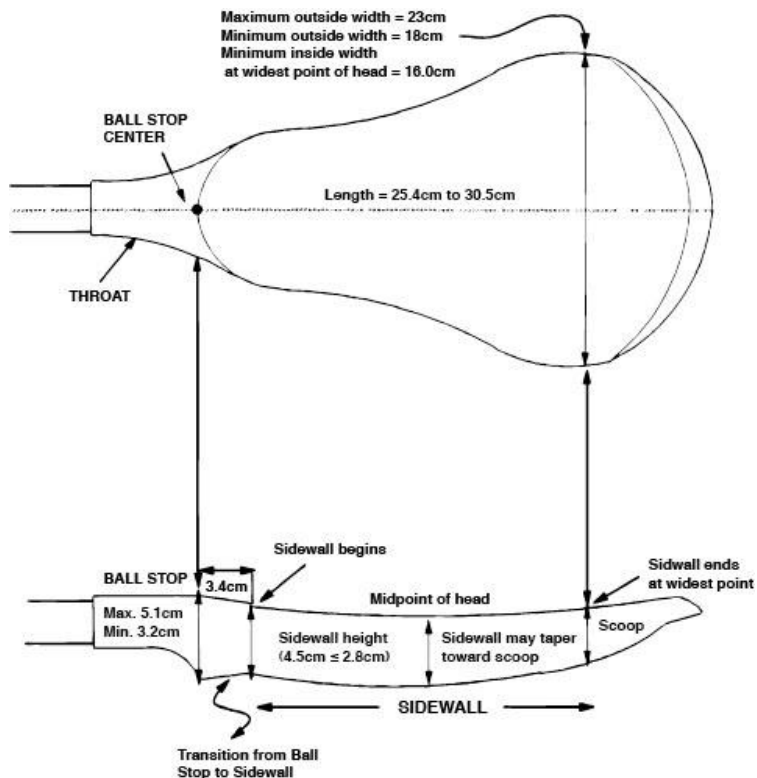 Maximum outside width = 23cm
Minimum outside width = 18cm
Minimum inside width
at widest point of head = 16.0cm
BALL STOP
CENTER
Length = 25.4cm to 30.5cm
THROAT
Sidewall begins
BALL STOP
3.4cm
Sidwall ends
at widest point
Midpoint of head
Max. 5.1cm
Min. 3.2cm
Sidewall height
(4.5cm ≤ 2.8cm)
Sidewall may taper
toward scoop
Scoop
SIDEWALL
Transition from Ball
Stop to Sidewall